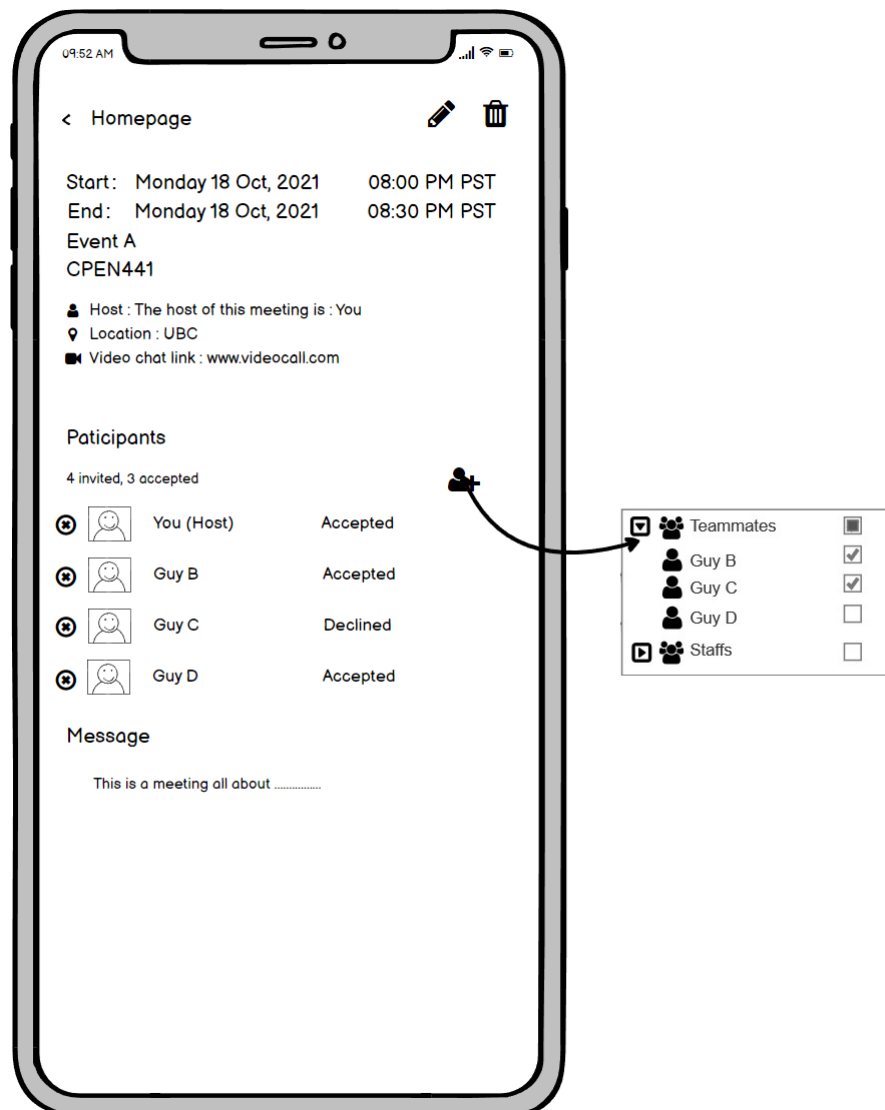 09:52 AM
< Homepage
Start: Monday 18 Oct, 2021 08:00 PM PST
End: Monday 18 Oct, 2021 08:30 PM PST
Event A
CPEN441
Host : The host of this meeting is : You
Location : UBC
Video chat link : www.videocall.com
Paticipants
4 invited, 3 accepted
You (Host) Accepted
Guy B Accepted
Guy C Declined
Guy D Accepted
Message
This is a meeting all about ...............
Teammates
Guy B
Guy C
Guy D
Staffs